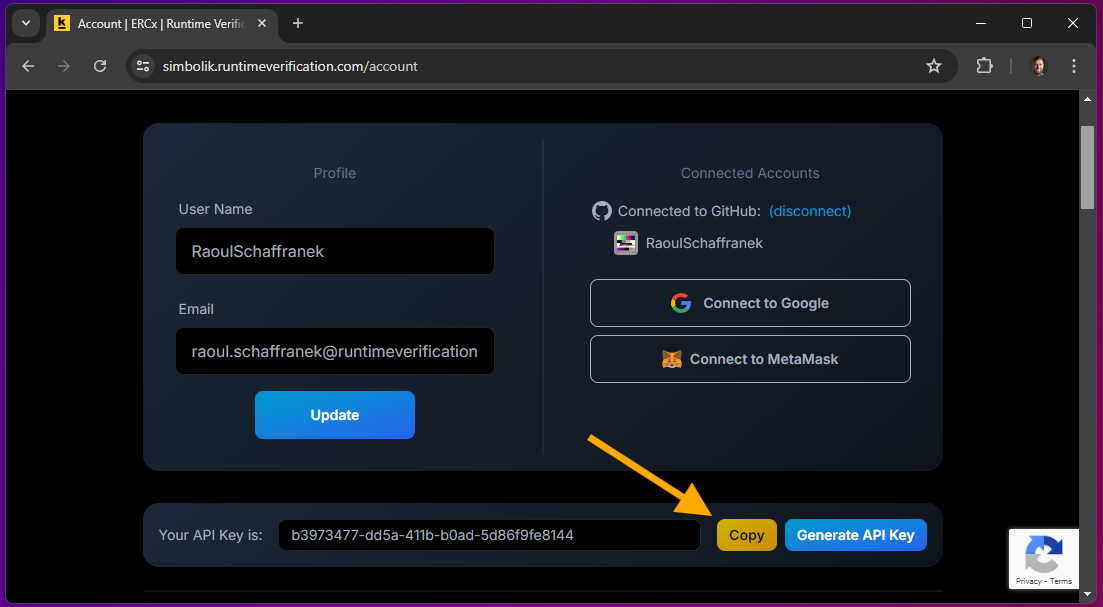 Account | ERCx | Runtime Verific
simbolik.runtimeverification.com/account
Profile
User Name
RaoulSchaffranek
Email
raoul.schaffranek@runtimeverification
Update
Connected Accounts
Connected to GitHub: (disconnect)
RaoulSchaffranek
Connect to Google
Connect to MetaMask
Your API Key is: b3973477-dd5a-411b-b0ad-5d86f9fe8144 Copy Generate API Key
Privacy - Terms